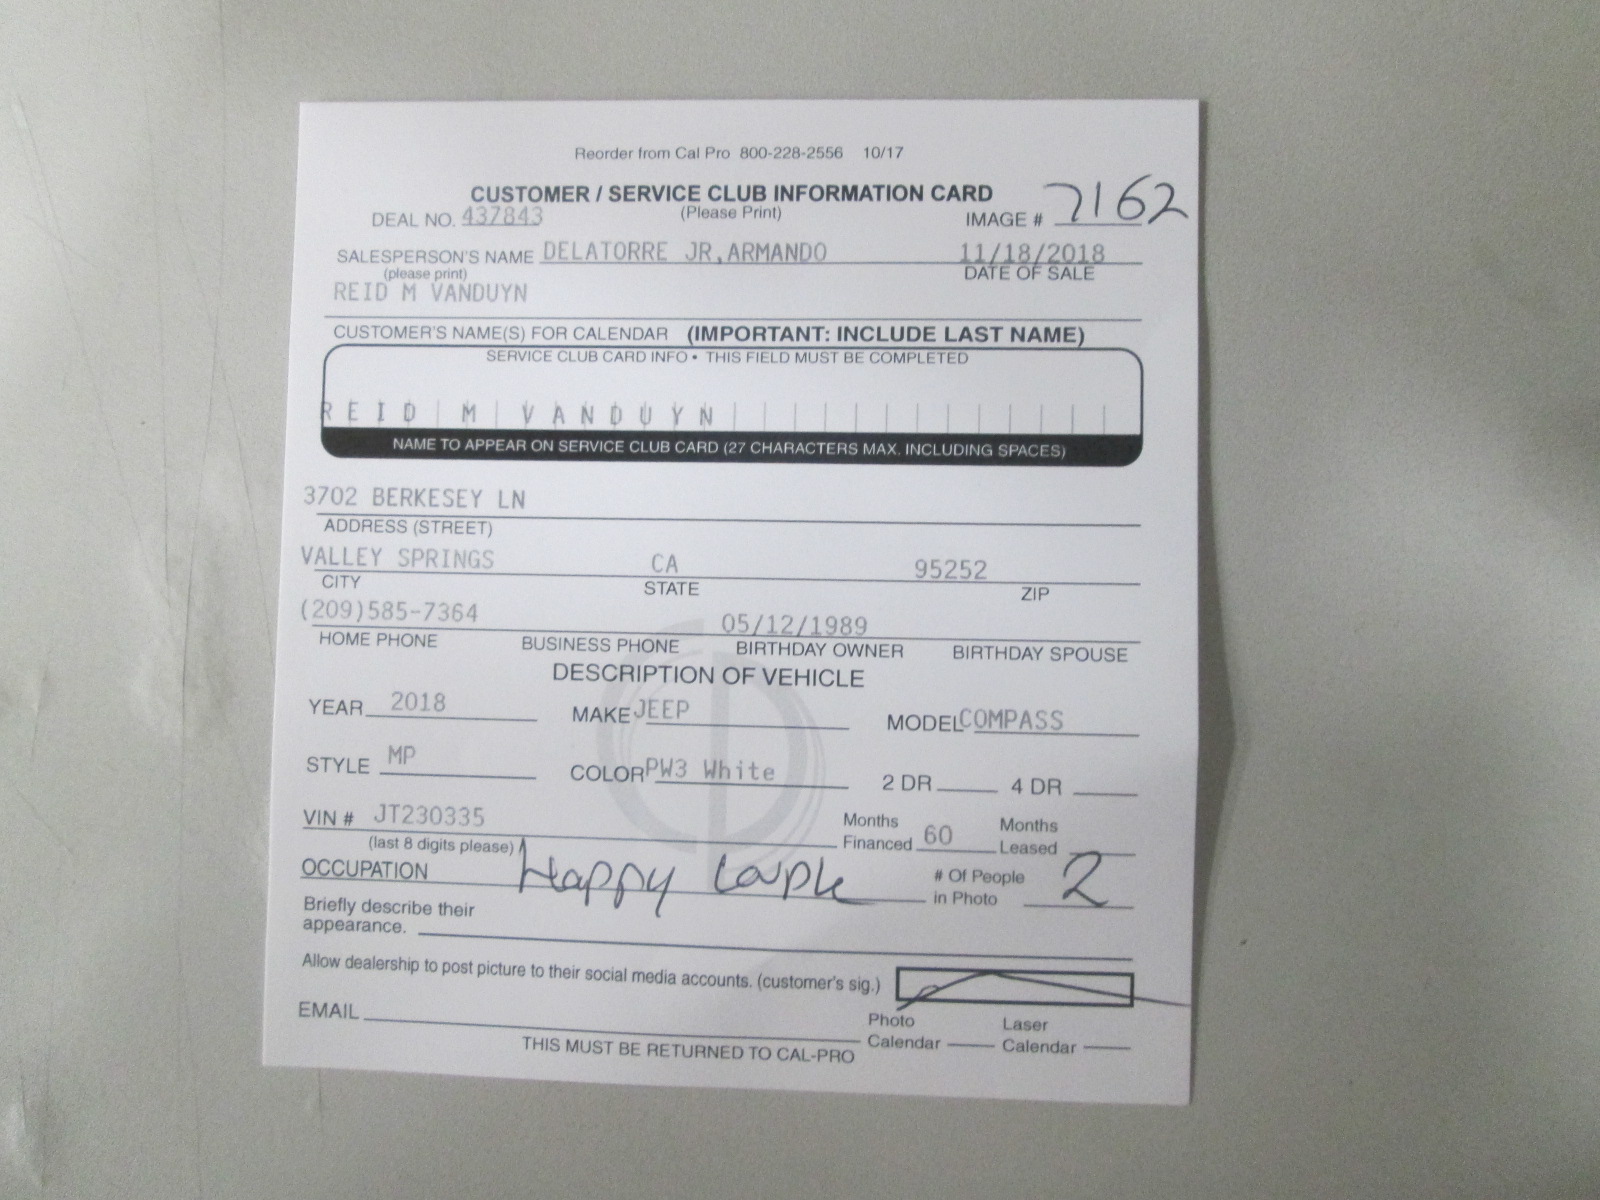 Reorder from Cal Pro 800-228-2556 10/17
CUSTOMER / SERVICE CLUB INFORMATION CARD
DEAL NO. 437843 (Please Print) IMAGE # 7162
SALESPERSON'S NAME DELATORRE JR,ARMANDO 11/18/2018
(please print) DATE OF SALE
REID M VANDUYN
CUSTOMER'S NAME(S) FOR CALENDAR (IMPORTANT: INCLUDE LAST NAME)
SERVICE CLUB CARD INFO • THIS FIELD MUST BE COMPLETED
REID M VANDUYN
NAME TO APPEAR ON SERVICE CLUB CARD (27 CHARACTERS MAX. INCLUDING SPACES)
3702 BERKESEY LN
ADDRESS (STREET)
VALLEY SPRINGS CA 95252
CITY STATE ZIP
(209)585-7364 05/12/1989
HOME PHONE BUSINESS PHONE BIRTHDAY OWNER BIRTHDAY SPOUSE
DESCRIPTION OF VEHICLE
YEAR 2018 MAKE JEEP MODEL COMPASS
STYLE MP COLOR PW3 White 2 DR 4 DR
VIN # JT230335 Months Financed 60 Months Leased
(last 8 digits please)
OCCUPATION Happy Couple # Of People in Photo 2
Briefly describe their
appearance.
Allow dealership to post picture to their social media accounts. (customer's sig.)
EMAIL Photo Calendar Laser Calendar
THIS MUST BE RETURNED TO CAL-PRO